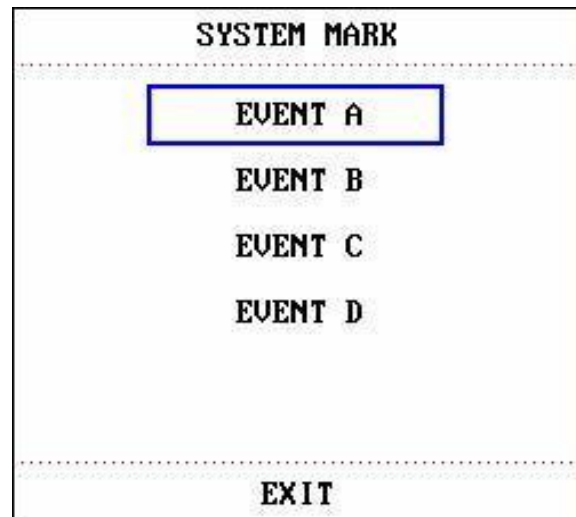 SYSTEM MARK
EVENT A
EVENT B
EVENT C
EVENT D
EXIT